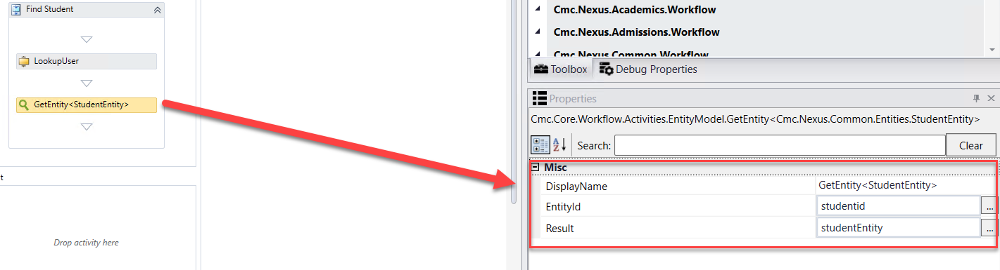 Find Student
LookupUser
GetEntity<StudentEntity>
t
Drop activity here
Cmc.Nexus.Academics.Workflow
Cmc.Nexus.Admissions.Workflow
Cmc.Nexus.Common.Workflow
Toolbox
Debug Properties
Properties
Cmc.Core.Workflow.Activities.EntityModel.GetEntity<Cmc.Nexus.Common.Entities.StudentEntity>
A Z
Search:
Clear
Misc
DisplayName GetEntity<StudentEntity>
EntityId studentid ...
Result studentEntity ...